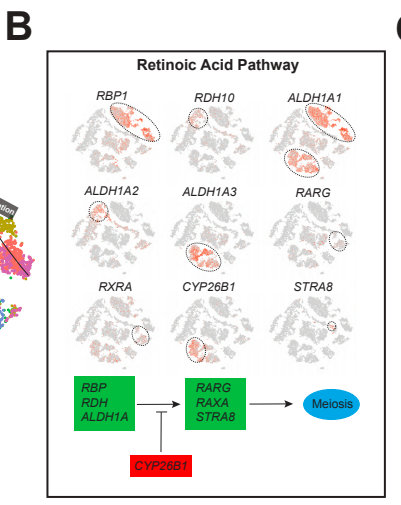 B
Retinoic Acid Pathway
RBP1 RDH10 ALDH1A1
ALDH1A2 ALDH1A3 RARG
RXRA CYP26B1 STRA8
RBP
RDH
ALDH1A
RARG
RAXA
STRA8
Meiosis
CYP26B1